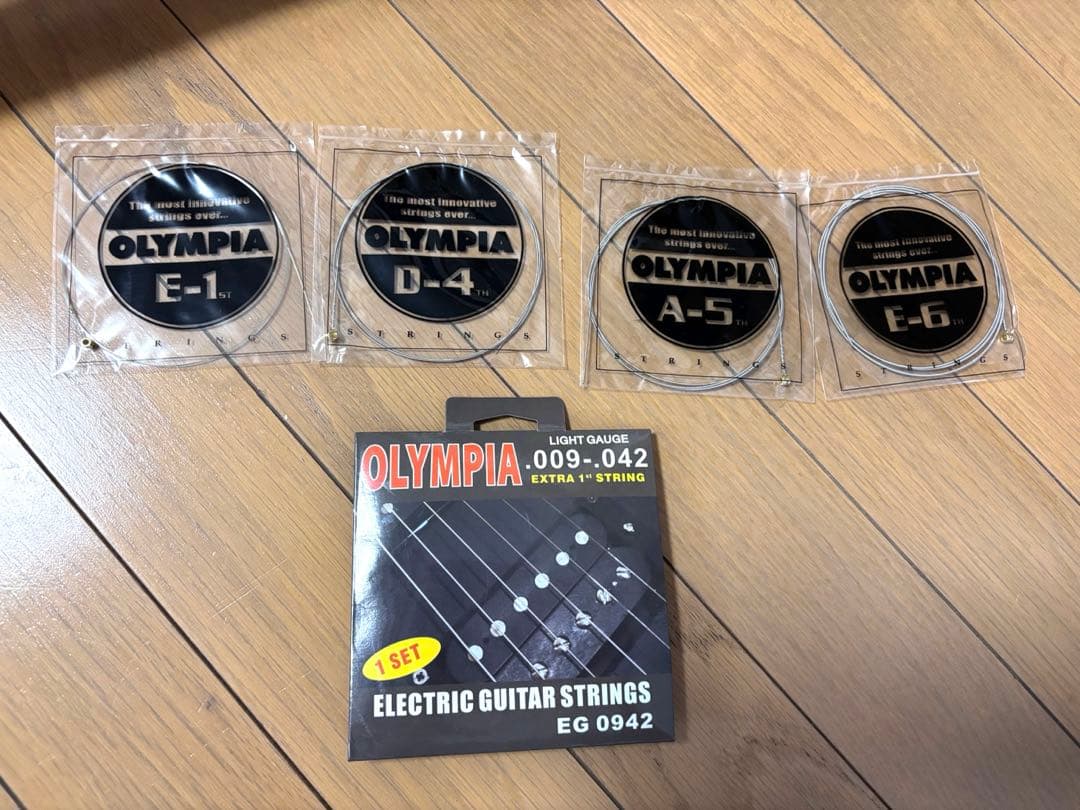 The most innovative
strings ever...
OLYMPIA
E-1ST
STRINGS
The most innovative
strings ever...
OLYMPIA
D-4TH
STRINGS
The most innovative
strings ever...
OLYMPIA
A-5TH
STRINGS
The most innovative
strings ever...
OLYMPIA
E-6TH
STRINGS
OLYMPIA
LIGHT GAUGE
.009-.042
EXTRA 1st STRING
1 SET
ELECTRIC GUITAR STRINGS
EG 0942